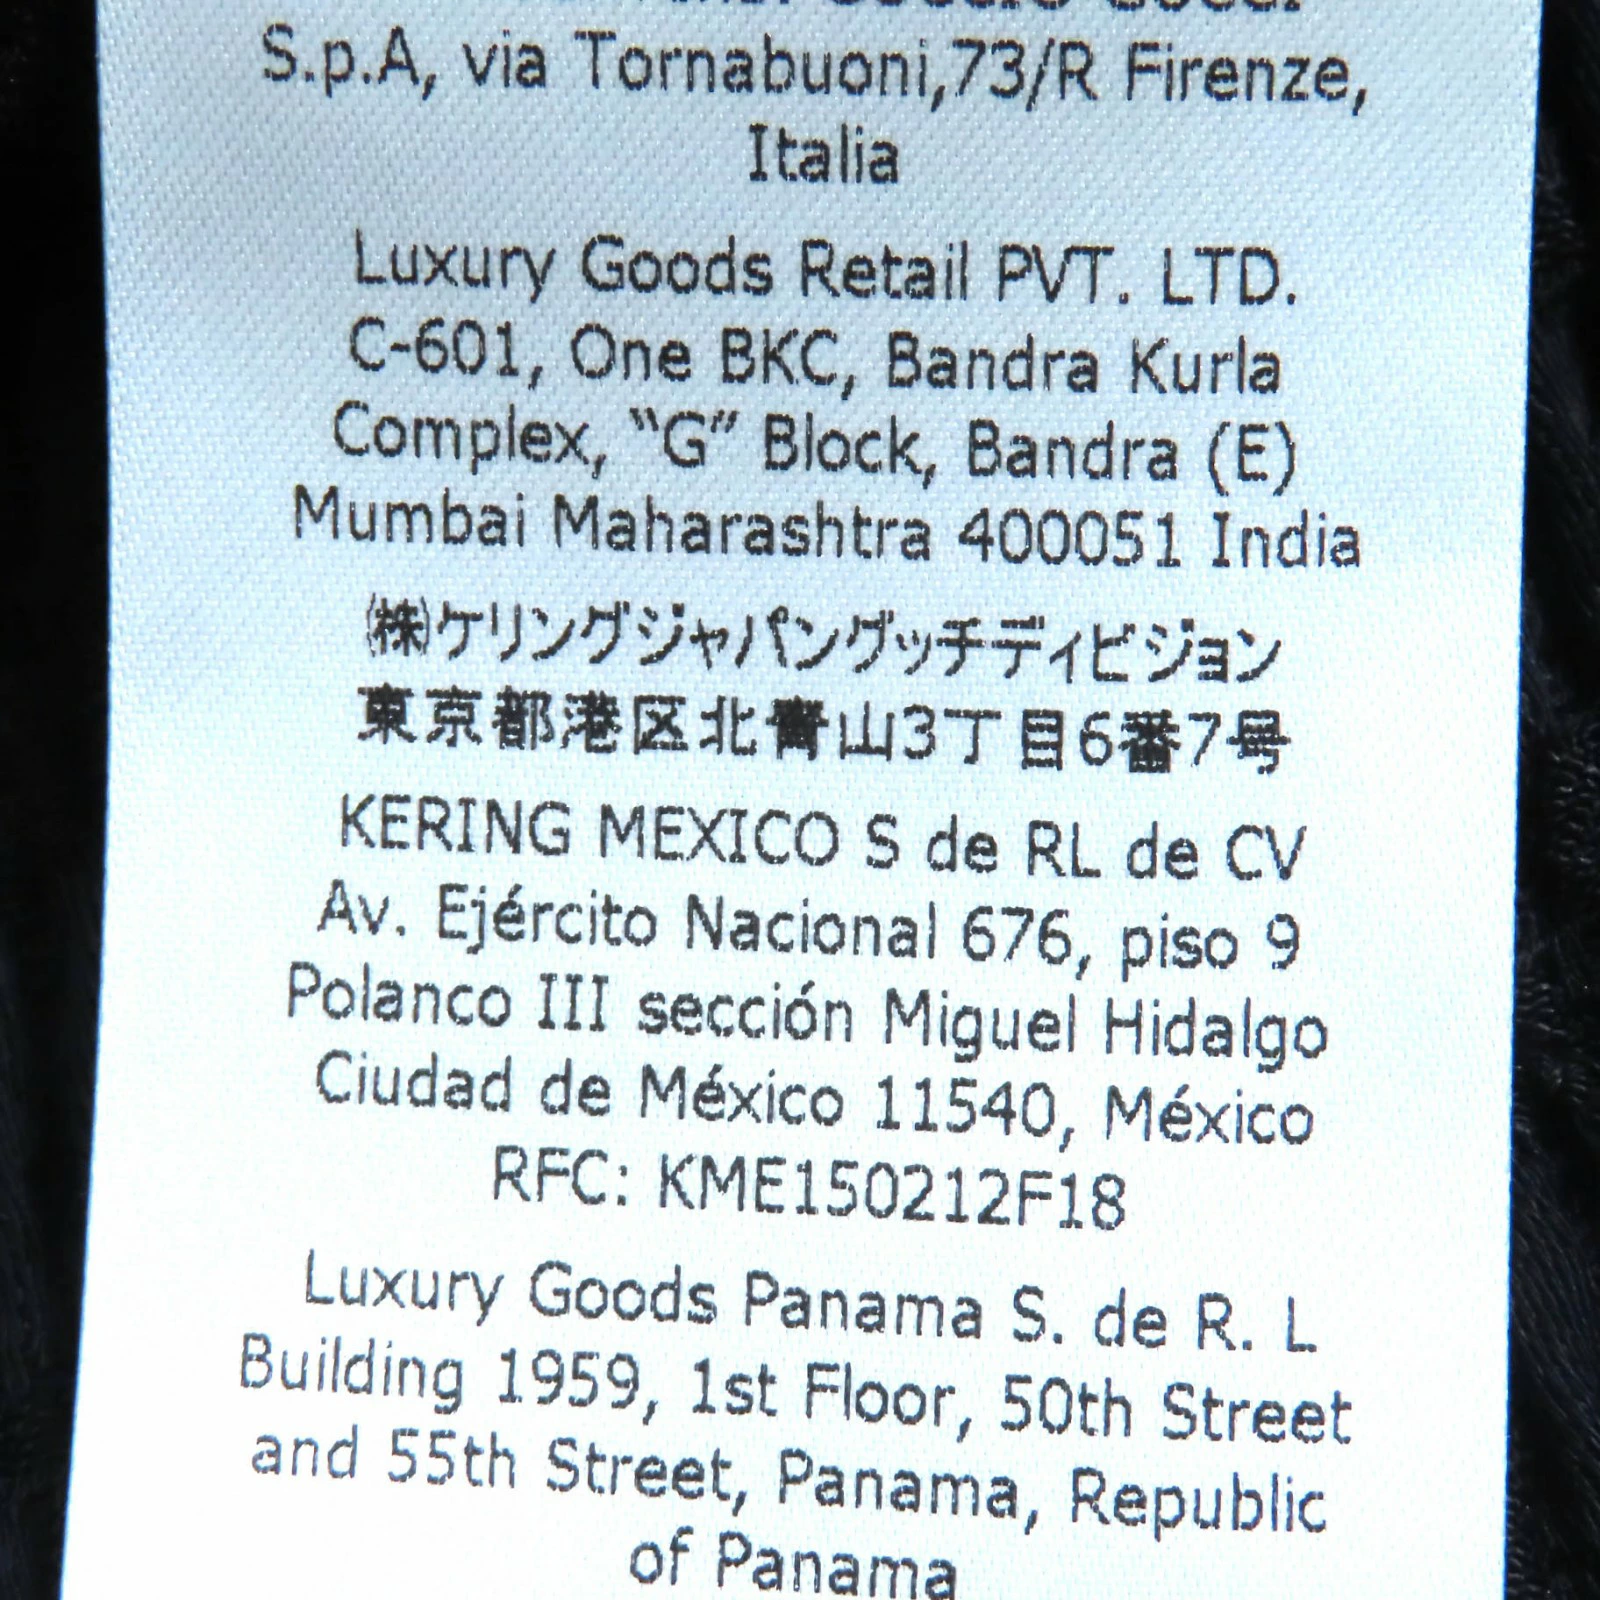 S.p.A, via Tornabuoni,73/R Firenze,
Italia
Luxury Goods Retail PVT. LTD.
C-601, One BKC, Bandra Kurla
Complex, “G” Block, Bandra (E)
Mumbai Maharashtra 400051 India
㈱ケリングジャパングッチディビジョン
東京都港区北青山3丁目6番7号
KERING MEXICO S de RL de CV
Av. Ejército Nacional 676, piso 9
Polanco III sección Miguel Hidalgo
Ciudad de México 11540, México
RFC: KME150212F18
Luxury Goods Panama S. de R. L
Building 1959, 1st Floor, 50th Street
and 55th Street, Panama, Republic
of Panama